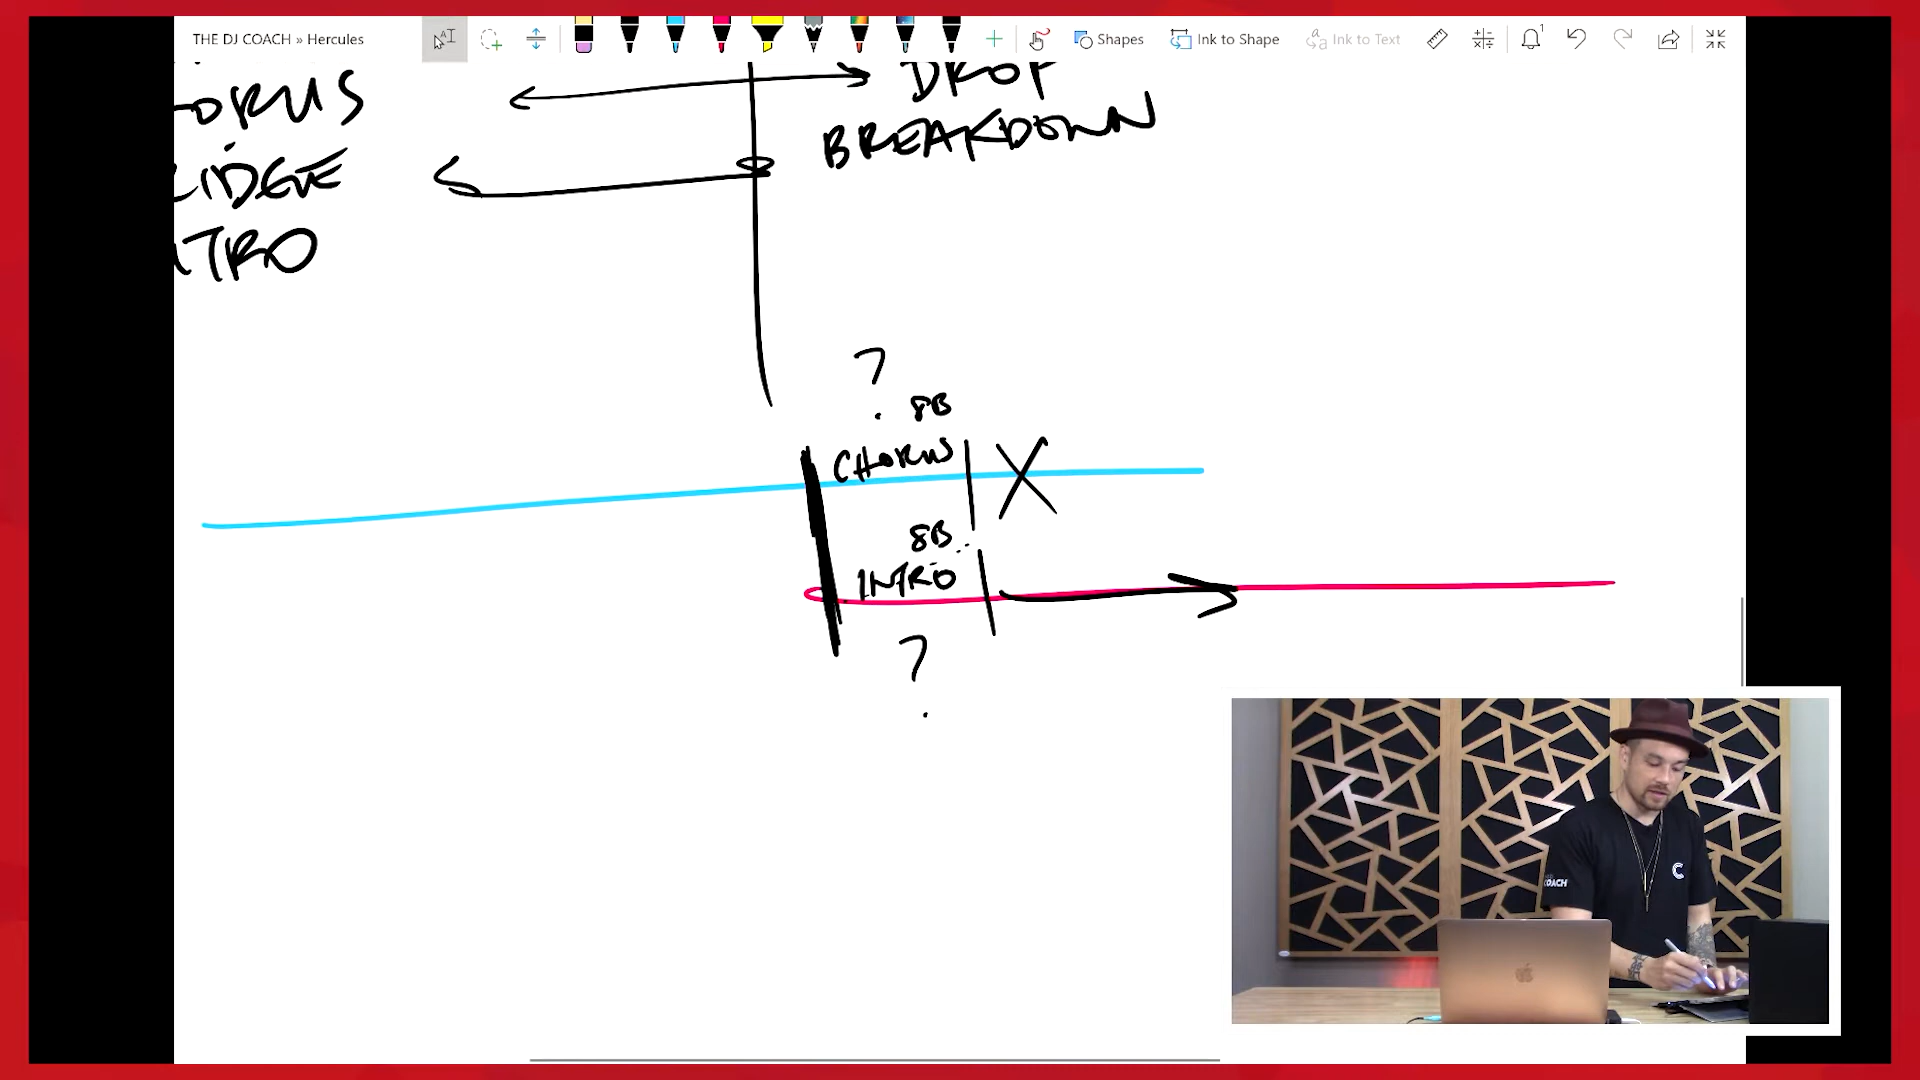 THE DJ COACH » Hercules
Shapes
Ink to Shape
Ink to Text
DROP
ORUS
BREAKDOWN
IDGE
TRO
?
8B
CHORUS
X
8B
INTRO
?
C
COACH